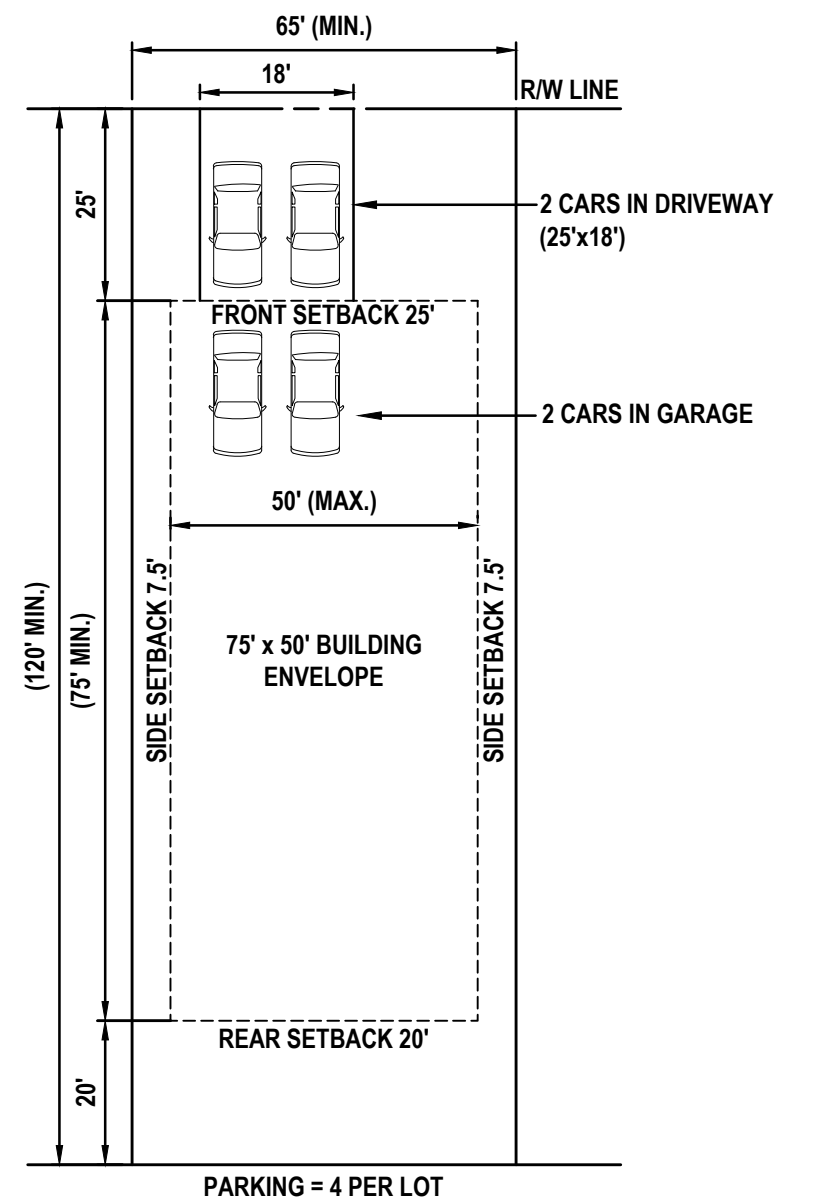 65' (MIN.)
18'
R/W LINE
25'
2 CARS IN DRIVEWAY
(25'x18')
FRONT SETBACK 25'
2 CARS IN GARAGE
50' (MAX.)
(120' MIN.)
(75' MIN.)
SIDE SETBACK 7.5'
75' x 50' BUILDING
ENVELOPE
SIDE SETBACK 7.5'
REAR SETBACK 20'
20'
PARKING = 4 PER LOT